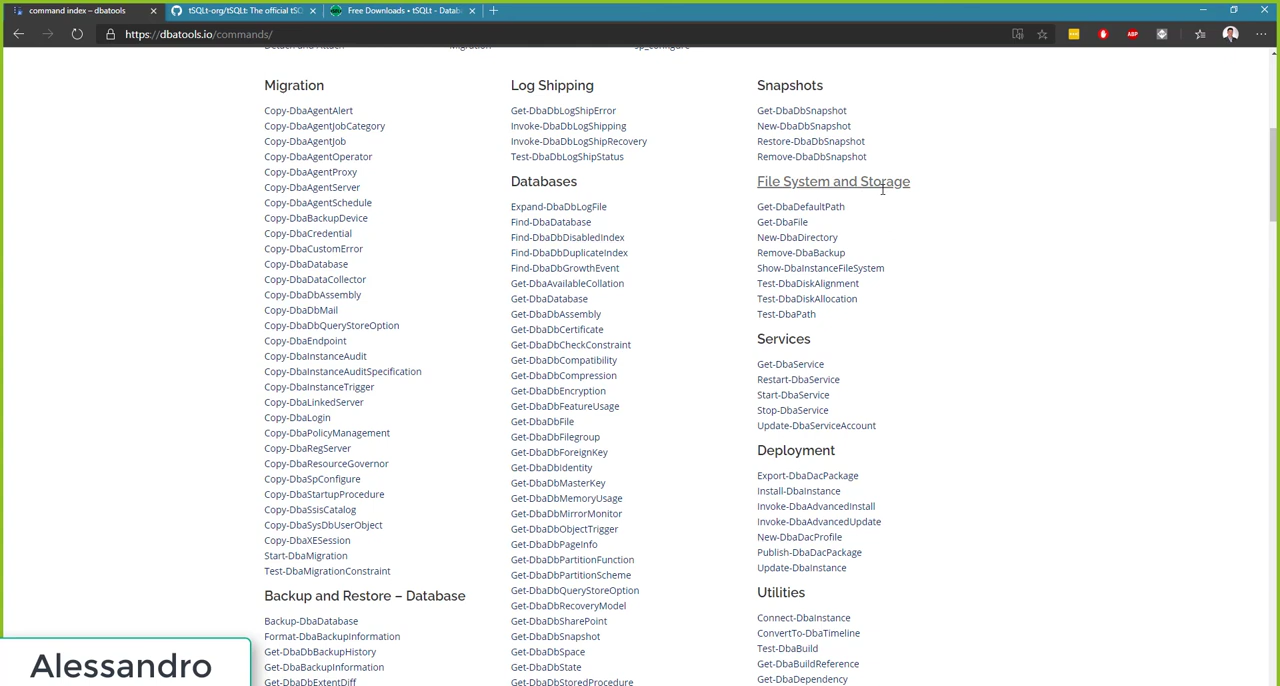 command index – dbatools
tSQLt-org/tSQLt: The official tSQ
Free Downloads • tSQLt - Datab
https://dbatools.io/commands/
ABP
Detach and Attach
Migration
sp_configure
Migration
Copy-DbaAgentAlert
Copy-DbaAgentJobCategory
Copy-DbaAgentJob
Copy-DbaAgentOperator
Copy-DbaAgentProxy
Copy-DbaAgentServer
Copy-DbaAgentSchedule
Copy-DbaBackupDevice
Copy-DbaCredential
Copy-DbaCustomError
Copy-DbaDatabase
Copy-DbaDataCollector
Copy-DbaDbAssembly
Copy-DbaDbMail
Copy-DbaDbQueryStoreOption
Copy-DbaEndpoint
Copy-DbaInstanceAudit
Copy-DbaInstanceAuditSpecification
Copy-DbaInstanceTrigger
Copy-DbaLinkedServer
Copy-DbaLogin
Copy-DbaPolicyManagement
Copy-DbaRegServer
Copy-DbaResourceGovernor
Copy-DbaSpConfigure
Copy-DbaStartupProcedure
Copy-DbaSsisCatalog
Copy-DbaSysDbUserObject
Copy-DbaXESession
Start-DbaMigration
Test-DbaMigrationConstraint
Backup and Restore – Database
Backup-DbaDatabase
Format-DbaBackupInformation
Get-DbaDbBackupHistory
Get-DbaBackupInformation
Get-DbaDbExtentDiff
Log Shipping
Get-DbaDbLogShipError
Invoke-DbaDbLogShipping
Invoke-DbaDbLogShipRecovery
Test-DbaDbLogShipStatus
Databases
Expand-DbaDbLogFile
Find-DbaDatabase
Find-DbaDbDisabledIndex
Find-DbaDbDuplicateIndex
Find-DbaDbGrowthEvent
Get-DbaAvailableCollation
Get-DbaDatabase
Get-DbaDbAssembly
Get-DbaDbCertificate
Get-DbaDbCheckConstraint
Get-DbaDbCompatibility
Get-DbaDbCompression
Get-DbaDbEncryption
Get-DbaDbFeatureUsage
Get-DbaDbFile
Get-DbaDbFilegroup
Get-DbaDbForeignKey
Get-DbaDbIdentity
Get-DbaDbMasterKey
Get-DbaDbMemoryUsage
Get-DbaDbMirrorMonitor
Get-DbaDbObjectTrigger
Get-DbaDbPageInfo
Get-DbaDbPartitionFunction
Get-DbaDbPartitionScheme
Get-DbaDbQueryStoreOption
Get-DbaDbRecoveryModel
Get-DbaDbSharePoint
Get-DbaDbSnapshot
Get-DbaDbSpace
Get-DbaDbState
Get-DbaDbStoredProcedure
Snapshots
Get-DbaDbSnapshot
New-DbaDbSnapshot
Restore-DbaDbSnapshot
Remove-DbaDbSnapshot
File System and Storage
Get-DbaDefaultPath
Get-DbaFile
New-DbaDirectory
Remove-DbaBackup
Show-DbaInstanceFileSystem
Test-DbaDiskAlignment
Test-DbaDiskAllocation
Test-DbaPath
Services
Get-DbaService
Restart-DbaService
Start-DbaService
Stop-DbaService
Update-DbaServiceAccount
Deployment
Export-DbaDacPackage
Install-DbaInstance
Invoke-DbaAdvancedInstall
Invoke-DbaAdvancedUpdate
New-DbaDacProfile
Publish-DbaDacPackage
Update-DbaInstance
Utilities
Connect-DbaInstance
ConvertTo-DbaTimeline
Test-DbaBuild
Get-DbaBuildReference
Get-DbaDependency
Alessandro